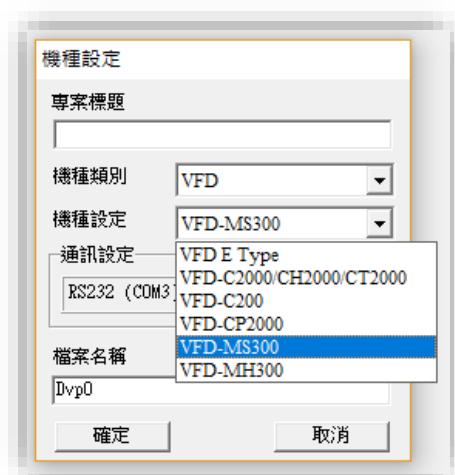 機種設定
専案標題
機種類別
VFD
機種設定
VFD-MS300
通訊設定
VFD E Type
VFD-C2000/CH2000/CT2000
RS232 (COM3
VFD-C200
VFD-CP2000
VFD-MS300
VFD-MH300
檔案名稱
Dvp0
確定
取消